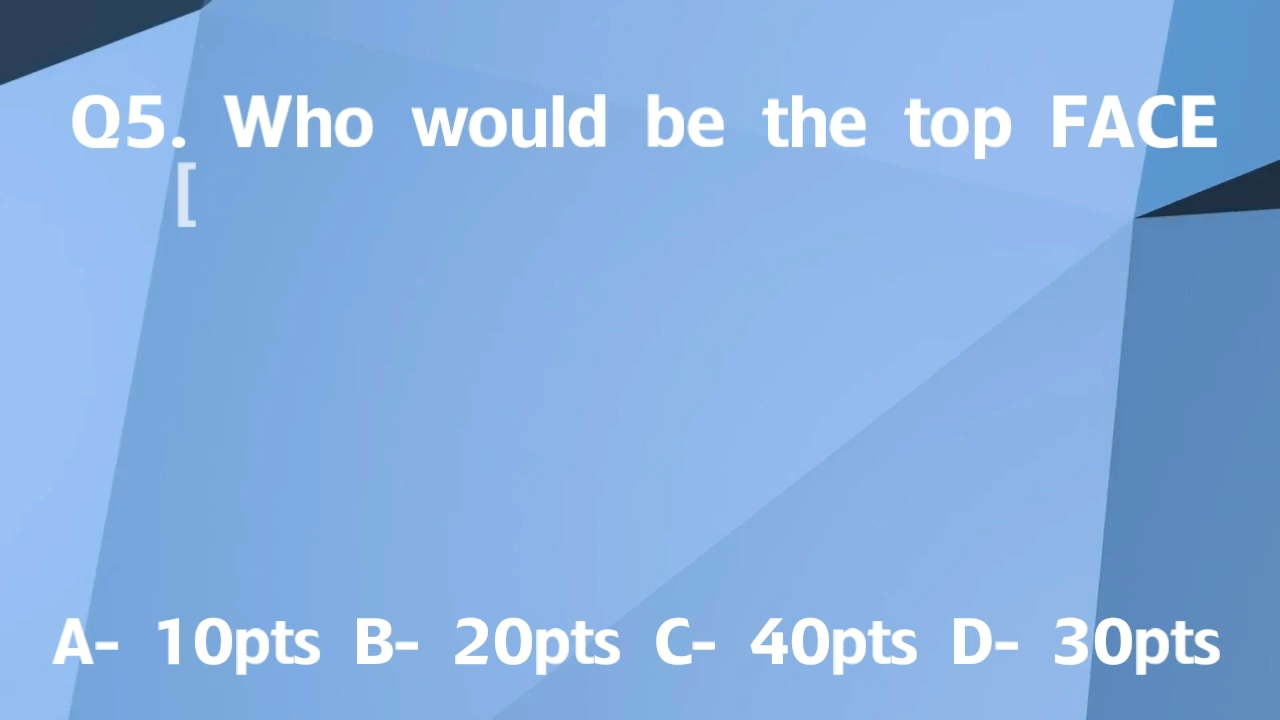 Q5. Who would be the top FACE
[
A- 10pts B- 20pts C- 40pts D- 30pts